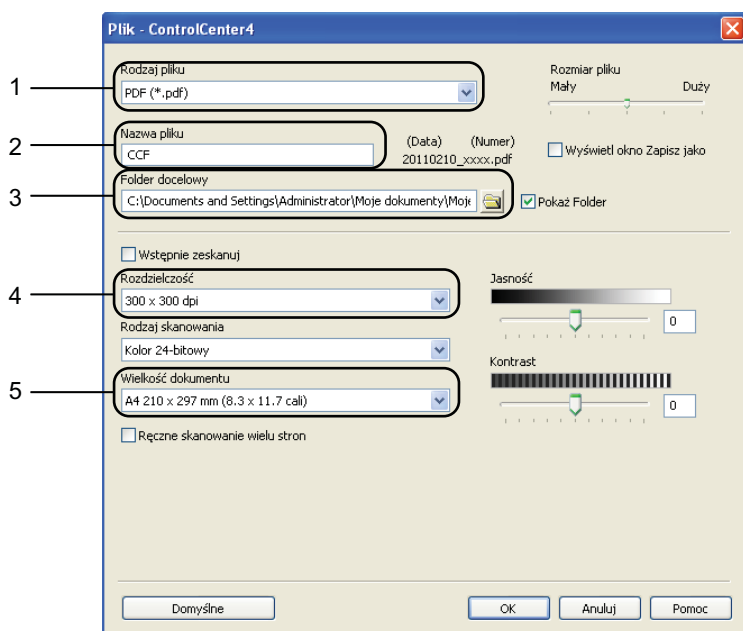 Plik - ControlCenter4
1
Rodzaj pliku
PDF (*.pdf)
Rozmiar pliku
Mały Duży
2
Nazwa pliku
CCF
(Data) (Numer)
20110210_xxxx.pdf
Wyświetl okno Zapisz jako
3
Folder docelowy
C:\Documents and Settings\Administrator\Moje dokumenty\Moje
Pokaż Folder
Wstępnie zeskanuj
4
Rozdzielczość
300 x 300 dpi
Jasność
0
Rodzaj skanowania
Kolor 24-bitowy
5
Wielkość dokumentu
A4 210 x 297 mm (8.3 x 11.7 cali)
Kontrast
0
Ręczne skanowanie wielu stron
Domyślne OK Anuluj Pomoc